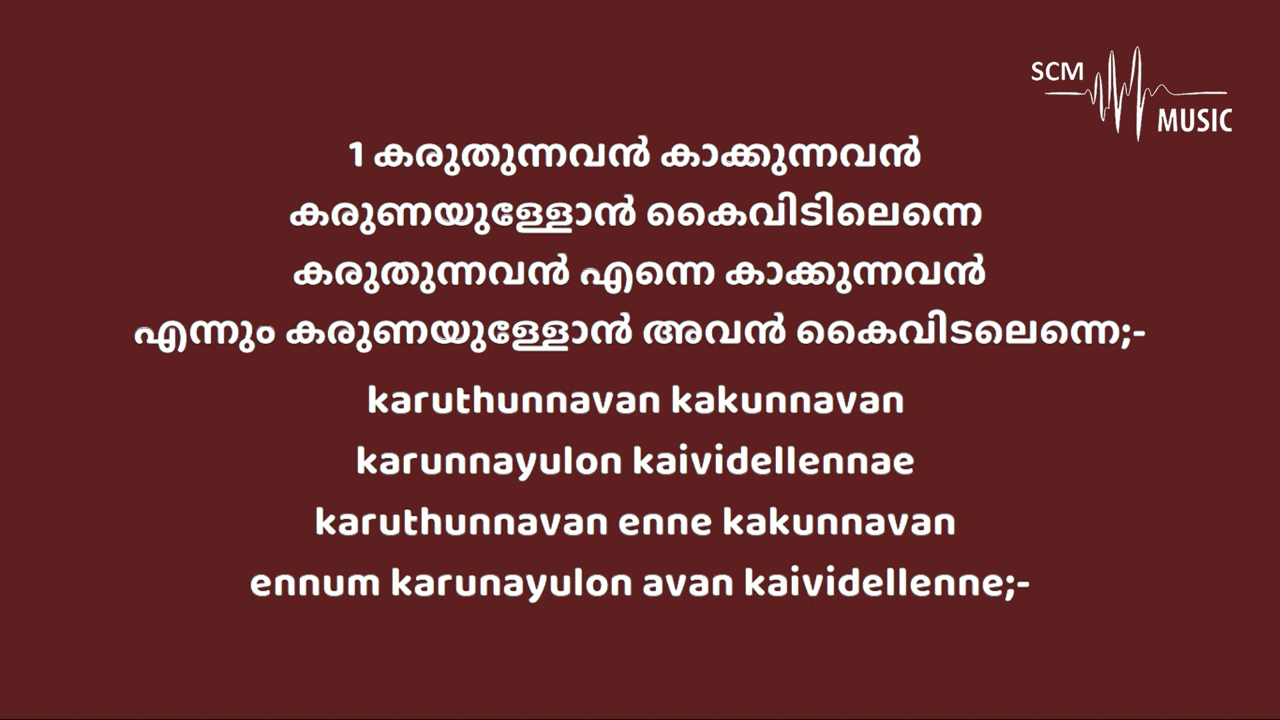 SCM
MUSIC
1 കരുതുന്നവൻ കാക്കുന്നവൻ
കരുണയുള്ളോൻ കൈവിടിലെന്നെ
കരുതുന്നവൻ എന്നെ കാക്കുന്നവൻ
എന്നും കരുണയുള്ളോൻ അവൻ കൈവിടലെന്നെ;-
karuthunnavan kakunnavan
karunnayulon kaividellennae
karuthunnavan enne kakunnavan
ennum karunayulon avan kaividellenne;-